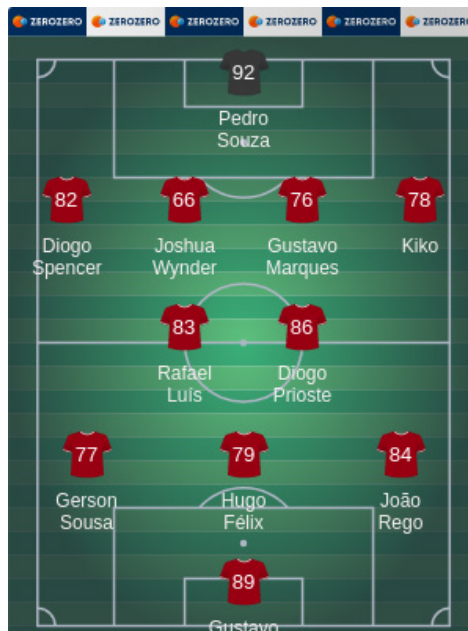 ZEROZERO ZEROZERO ZEROZERO ZEROZERO ZEROZERO ZEROZERO
92
Pedro
Souza
82 66 76 78
Diogo Joshua Gustavo Kiko
Spencer Wynder Marques
83 86
Rafael Diogo
Luís Prioste
77 79 84
Gerson Hugo João
Sousa Félix Rego
89
Gustavo